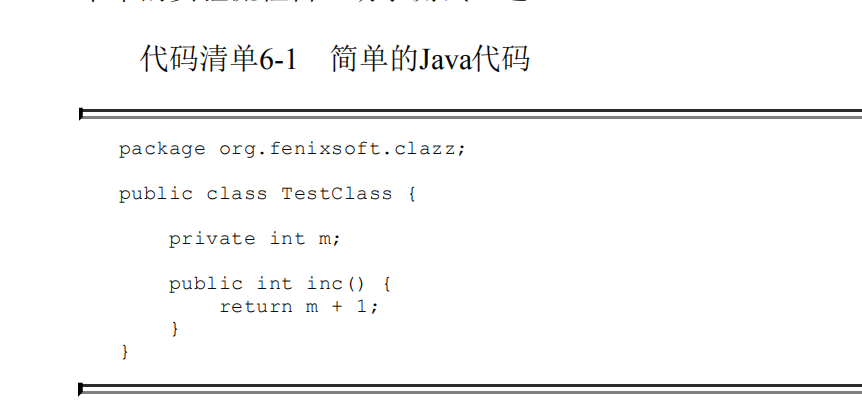 代码清单6-1 简单的Java代码
package org.fenixsoft.clazz;
public class TestClass {
private int m;
public int inc() {
return m + 1;
}
}